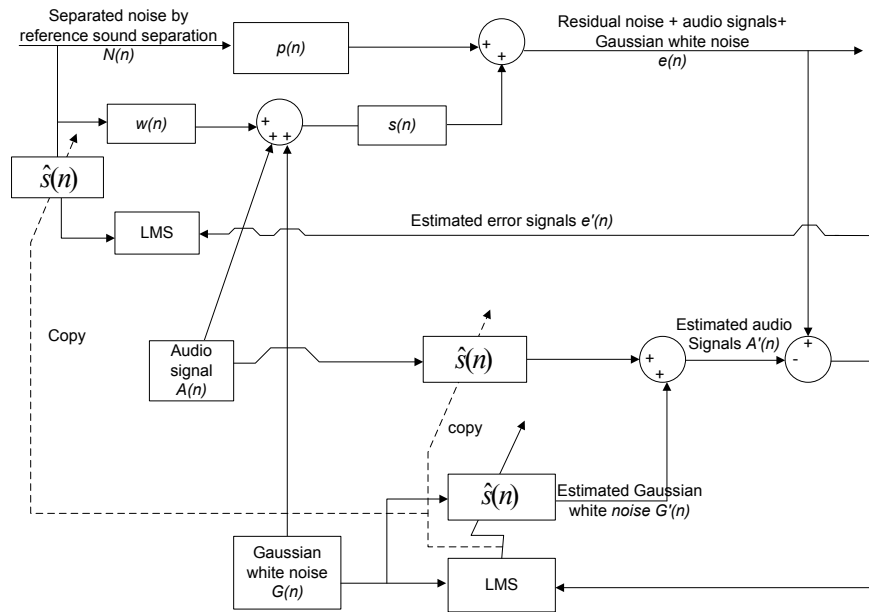 Separated noise by
reference sound separation
N(n)
p(n)
+
+
Residual noise + audio signals+
Gaussian white noise
e(n)
w(n)
+
+ +
s(n)
ŝ(n)
LMS
Estimated error signals e'(n)
Copy
Audio
signal
A(n)
ŝ(n)
+
+
Estimated audio
Signals A'(n)
+
-
copy
ŝ(n)
Estimated Gaussian
white noise G'(n)
Gaussian
white noise
G(n)
LMS